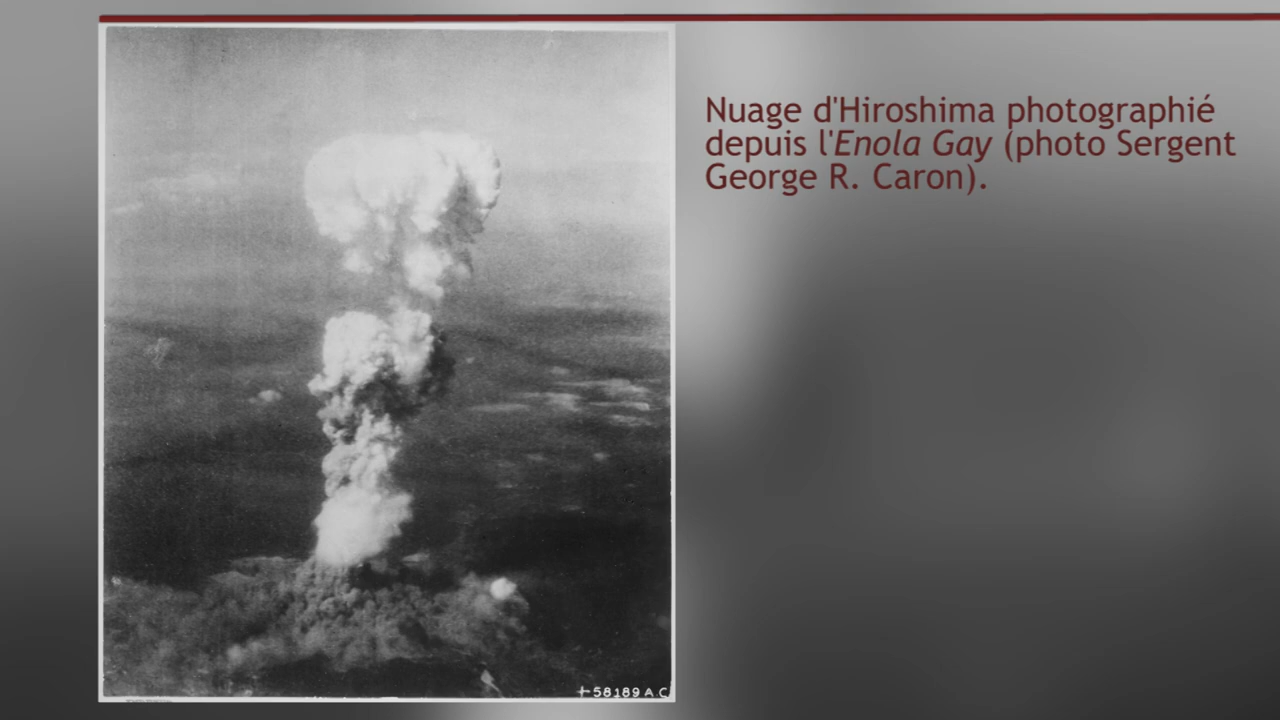 Nuage d'Hiroshima photographié
depuis l'Enola Gay (photo Sergent
George R. Caron).
58189 A C